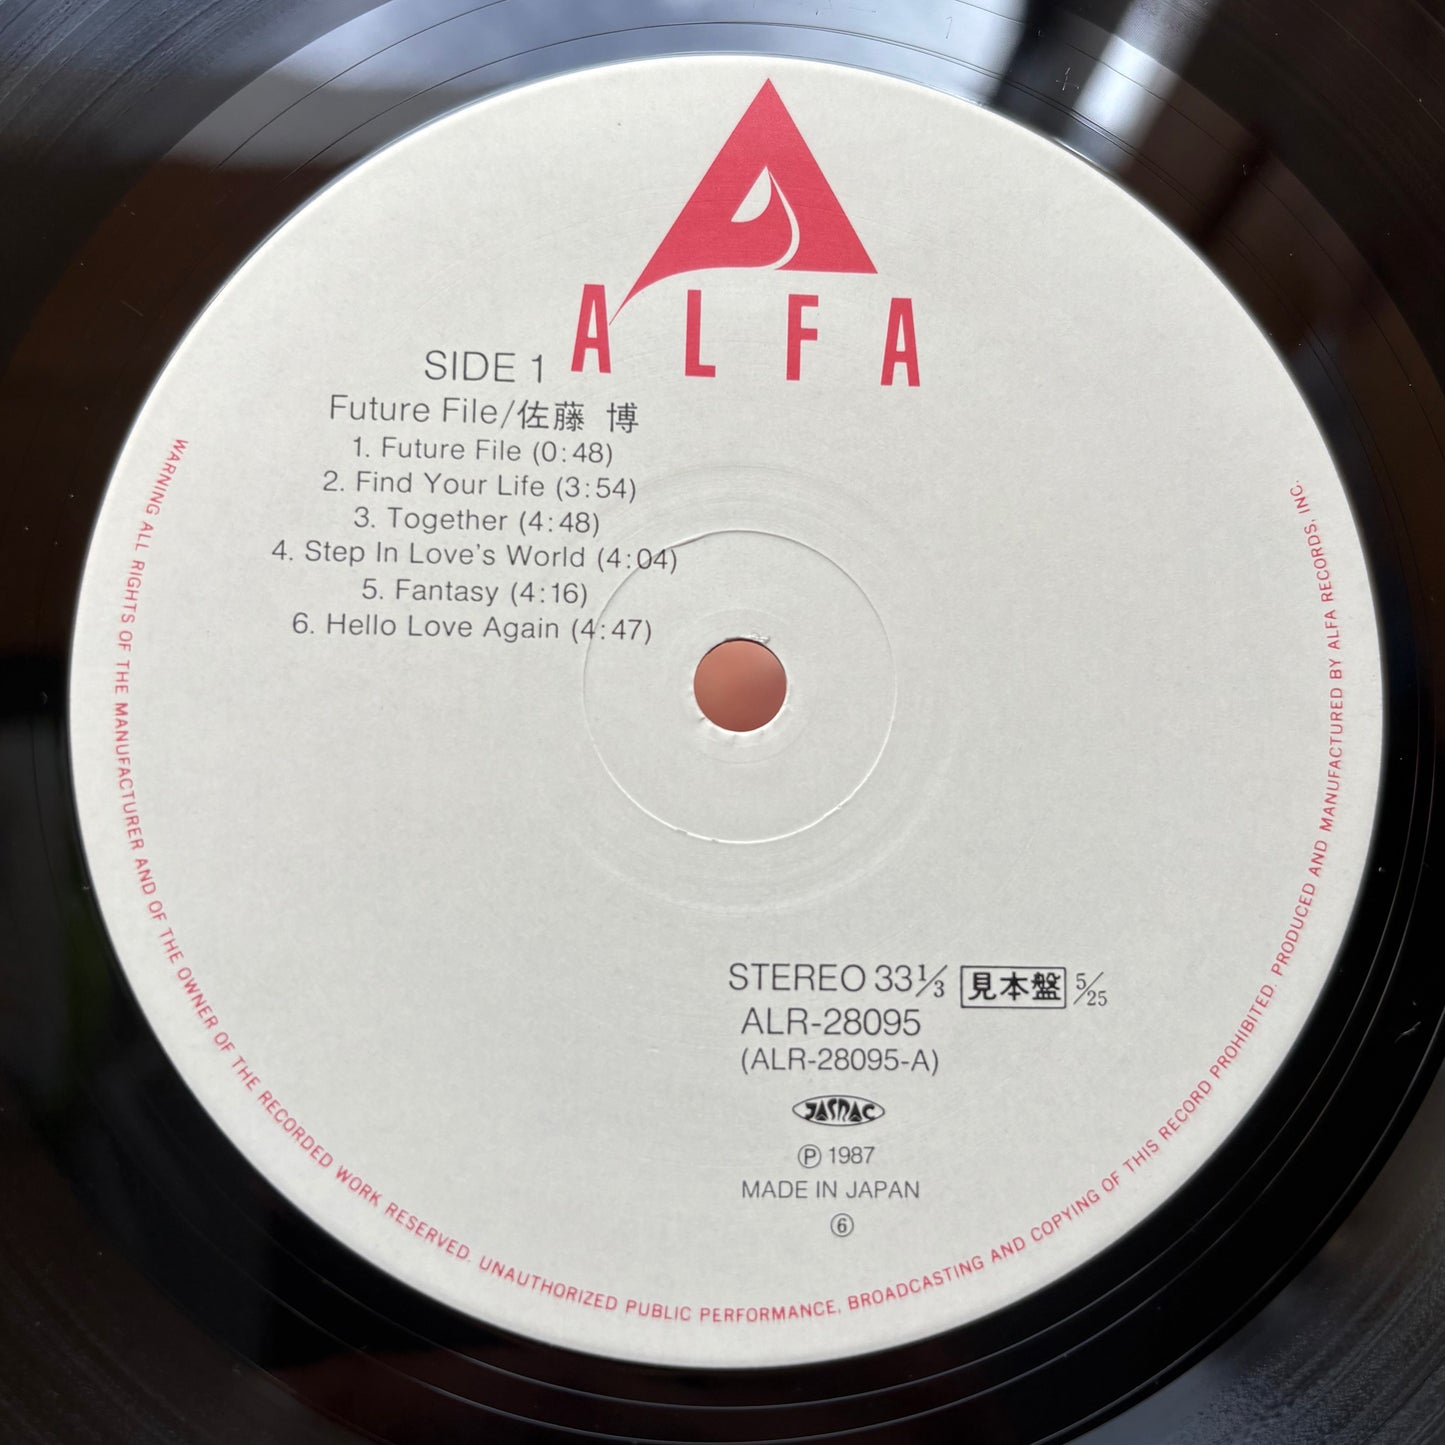 ALFA
SIDE 1
Future File/佐藤 博
1. Future File (0:48)
2. Find Your Life (3:54)
3. Together (4:48)
4. Step In Love's World (4:04)
5. Fantasy (4:16)
6. Hello Love Again (4:47)
STEREO 33⅓ 見本盤 5/25
ALR-28095
(ALR-28095-A)
JASRAC
Ⓟ 1987
MADE IN JAPAN
⑥
WARNING ALL RIGHTS OF THE MANUFACTURER AND OF THE OWNER OF THE RECORDED WORK RESERVED. UNAUTHORIZED PUBLIC PERFORMANCE, BROADCASTING AND COPYING OF THIS RECORD PROHIBITED. PRODUCED AND MANUFACTURED BY ALFA RECORDS, INC.